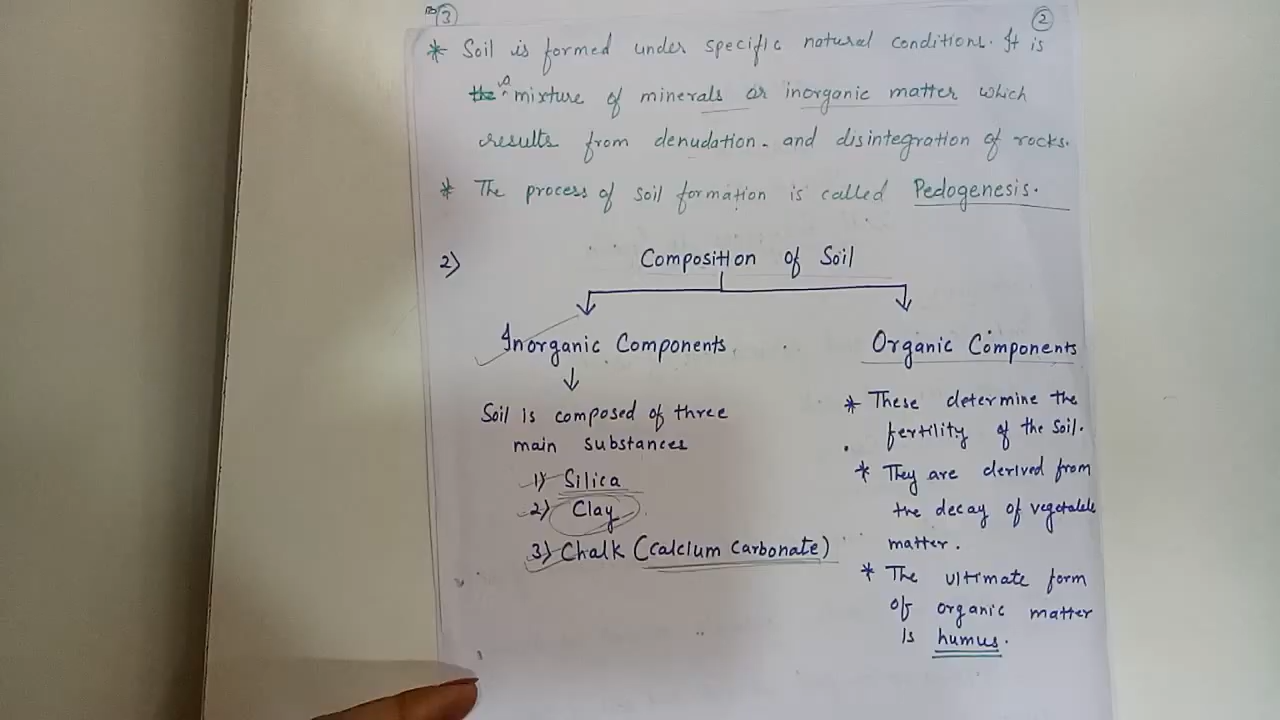 3
2
* Soil is formed under specific natural conditions. It is
the a mixture of minerals or inorganic matter which
results from denudation. and disintegration of rocks.
* The process of soil formation is called Pedogenesis.
2) Composition of Soil
Inorganic Components
Soil is composed of three
main substances
1) Silica
2) Clay
3) Chalk (calcium carbonate)
Organic Components
* These determine the
fertility of the soil.
* They are derived from
the decay of vegetable
matter.
* The ultimate form
of organic matter
is humus.